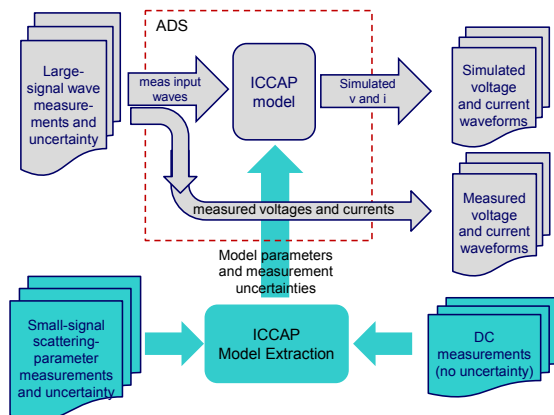 ADS
Large-
signal wave
measure-
ments and
uncertainty
meas input
waves
ICCAP
model
Simulated
v and i
Simulated
voltage
and current
waveforms
measured voltages and currents
Measured
voltage
and current
waveforms
Model parameters
and measurement
uncertainties
Small-signal
scattering-
parameter
measurements
and uncertainty
ICCAP
Model Extraction
DC
measurements
(no uncertainty)